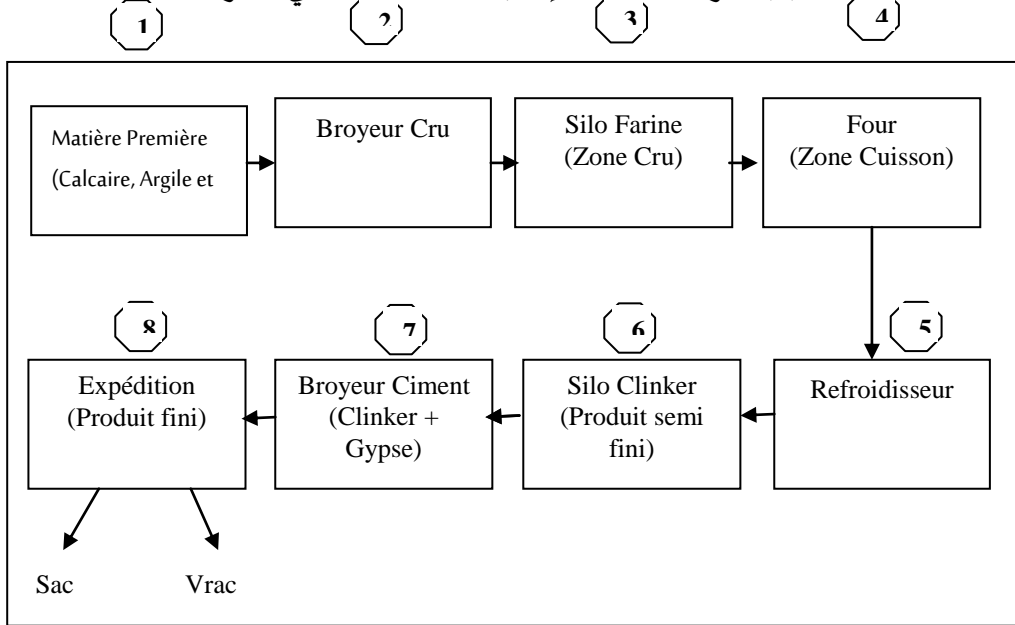 1
2
3
4
Matière Première
(Calcaire, Argile et
Broyeur Cru
Silo Farine
(Zone Cru)
Four
(Zone Cuisson)
8
7
6
5
Expédition
(Produit fini)
Broyeur Ciment
(Clinker +
Gypse)
Silo Clinker
(Produit semi
fini)
Refroidisseur
Sac
Vrac